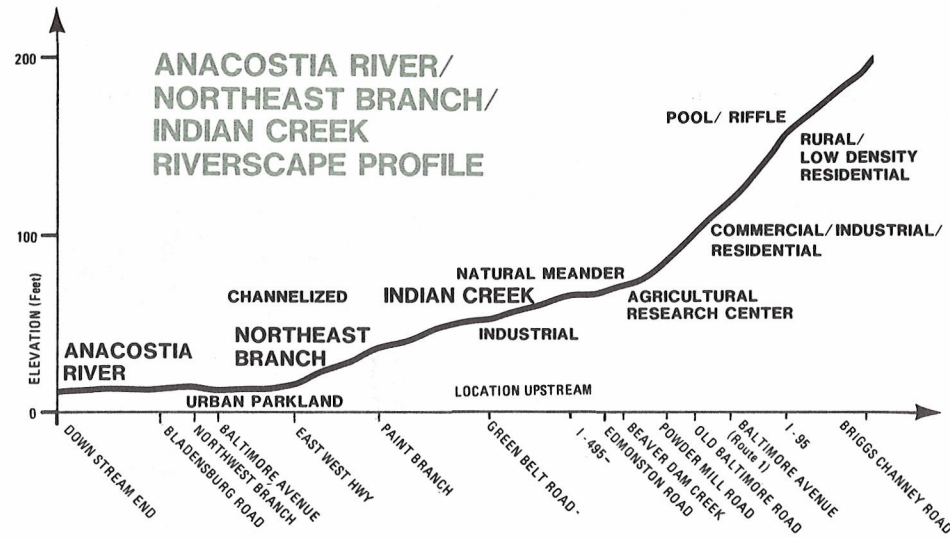 200
ANACOSTIA RIVER/
NORTHEAST BRANCH/
INDIAN CREEK
RIVERSCAPE PROFILE
POOL/ RIFFLE
RURAL/
LOW DENSITY
RESIDENTIAL
100
COMMERCIAL/INDUSTRIAL/
RESIDENTIAL
NATURAL MEANDER
CHANNELIZED
INDIAN CREEK
AGRICULTURAL
RESEARCH CENTER
ELEVATION (Feet)
NORTHEAST
BRANCH
INDUSTRIAL
ANACOSTIA
RIVER
URBAN PARKLAND
LOCATION UPSTREAM
0
DOWN STREAM END
BLADENSBURG ROAD
NORTHWEST BRANCH
BALTIMORE AVENUE
EAST WEST HWY
PAINT BRANCH
GREEN BELT ROAD-
I-495-
EDMONSTON ROAD
BEAVER DAM CREEK
POWDER MILL ROAD
OLD BALTIMORE ROAD
BALTIMORE AVENUE
(Route 1)
I-95
BRIGGS CHANNEY ROAD